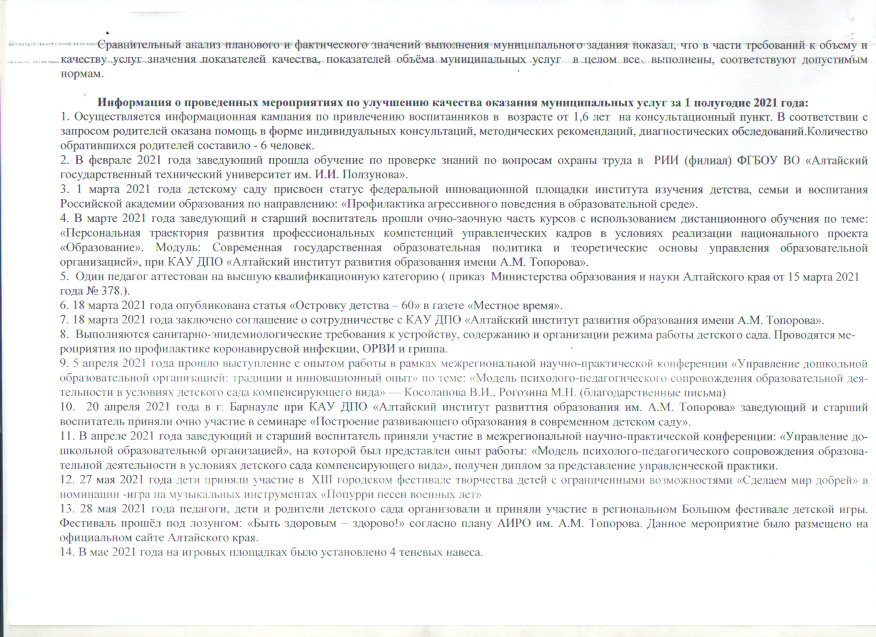 Сравнительный анализ планового и фактического значений выполнения муниципального задания показал, что в части требований к объему и
качеству услуг значения показателей качества, показателей объёма муниципальных услуг в целом все выполнены, соответствуют допустимым
нормам.
Информация о проведенных мероприятиях по улучшению качества оказания муниципальных услуг за 1 полугодие 2021 года:
1. Осуществляется информационная кампания по привлечению воспитанников в возрасте от 1,6 лет на консультационный пункт. В соответствии с
запросом родителей оказана помощь в форме индивидуальных консультаций, методических рекомендаций, диагностических обследований.Количество
обратившихся родителей составило - 6 человек.
2. В феврале 2021 года заведующий прошла обучение по проверке знаний по вопросам охраны труда в РИИ (филиал) ФГБОУ ВО «Алтайский
государственный технический университет им. И.И. Ползунова».
3. 1 марта 2021 года детскому саду присвоен статус федеральной инновационной площадки института изучения детства, семьи и воспитания
Российской академии образования по направлению: «Профилактика агрессивного поведения в образовательной среде».
4. В марте 2021 года заведующий и старший воспитатель прошли очно-заочную часть курсов с использованием дистанционного обучения по теме:
«Персональная траектория развития профессиональных компетенций управленческих кадров в условиях реализации национального проекта
«Образование». Модуль: Современная государственная образовательная политика и теоретические основы управления образовательной
организацией», при КАУ ДПО «Алтайский институт развития образования имени А.М. Топорова».
5. Один педагог аттестован на высшую квалификационную категорию ( приказ Министерства образования и науки Алтайского края от 15 марта 2021
года № 378.).
6. 18 марта 2021 года опубликована статья «Островку детства – 60» в газете «Местное время».
7. 18 марта 2021 года заключено соглашение о сотрудничестве с КАУ ДПО «Алтайский институт развития образования имени А.М. Топорова».
8. Выполняются санитарно-эпидемиологические требования к устройству, содержанию и организации режима работы детского сада. Проводятся ме-
роприятия по профилактике коронавирусной инфекции, ОРВИ и гриппа.
9. 5 апреля 2021 года прошло выступление с опытом работы в рамках межрегиональной научно-практической конференции «Управление дошкольной
образовательной организацией: традиции и инновационный опыт» по теме: «Модель психолого-педагогического сопровождения образовательной дея-
тельности в условиях детского сада компенсирующего вида» — Косолапова В.И., Рогозина М.Н. (благодарственные письма)
10. 20 апреля 2021 года в г. Барнауле при КАУ ДПО «Алтайский институт развиттия образования им. А.М. Топорова» заведующий и старший
воспитатель приняли очно участие в семинаре «Построение развивающего образования в современном детском саду».
11. В апреле 2021 года заведующий и старший воспитатель приняли участие в межрегиональной научно-практической конференции: «Управление до-
школьной образовательной организацией», на которой был представлен опыт работы: «Модель психолого-педагогического сопровождения образова-
тельной деятельности в условиях детского сада компенсирующего вида», получен диплом за представление управленческой практики.
12. 27 мая 2021 года дети приняли участие в XIII городском фестивале творчества детей с ограниченными возможностями «Сделаем мир добрей» в
номинации -игра на музыкальных инструментах «Попурри песен военных лет»
13. 28 мая 2021 года педагоги, дети и родители детского сада организовали и приняли участие в региональном Большом фестивале детской игры.
Фестиваль прошёл под лозунгом: «Быть здоровым – здорово!» согласно плану АИРО им. А.М. Топорова. Данное мероприятие было размещено на
официальном сайте Алтайского края.
14. В мае 2021 года на игровых площадках было установлено 4 теневых навеса.